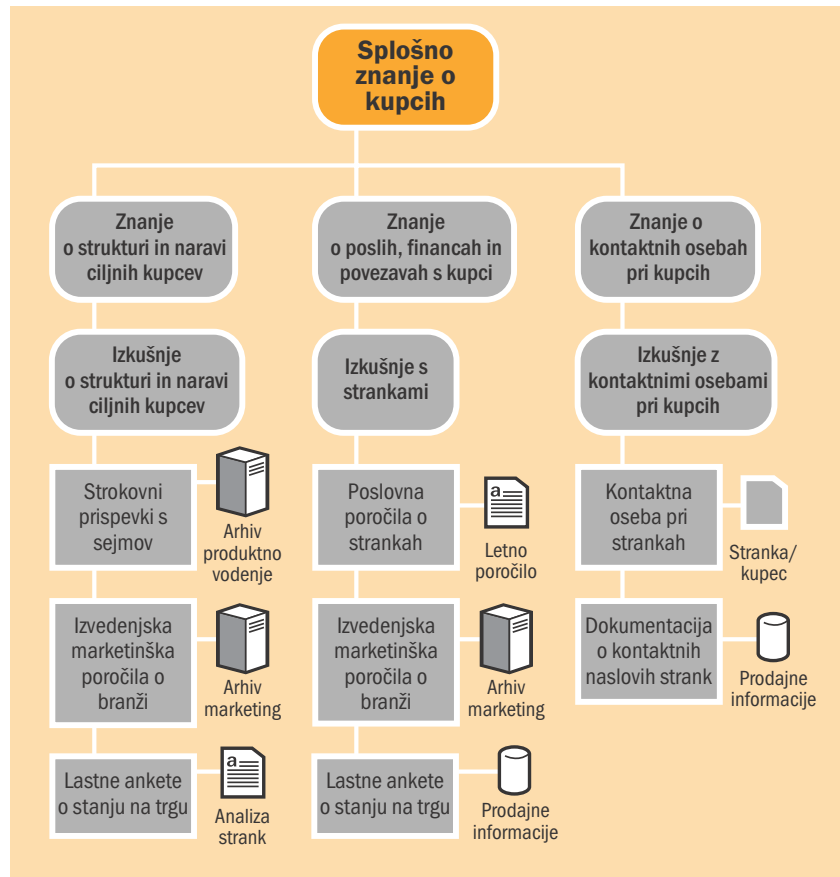 Splošno
znanje o
kupcih
Znanje
o strukturi in naravi
ciljnih kupcev
Znanje
o poslih, financah in
povezavah s kupci
Znanje o
kontaktnih osebah
pri kupcih
Izkušnje
o strukturi in naravi
ciljnih kupcev
Izkušnje s
strankami
Izkušnje z
kontaktnimi osebami
pri kupcih
Strokovni
prispevki s
sejmov
Arhiv
produktno
vodenje
Poslovna
poročila o
strankah
a
Letno
poročilo
Kontaktna
oseba pri
strankah
Stranka/
kupec
Izvedenjska
marketinška
poročila o
branži
Arhiv
marketing
Izvedenjska
marketinška
poročila o
branži
Arhiv
marketing
Dokumentacija
o kontaktnih
naslovih strank
Prodajne
informacije
Lastne ankete
o stanju na trgu
a
Analiza
strank
Lastne ankete
o stanju na trgu
Prodajne
informacije